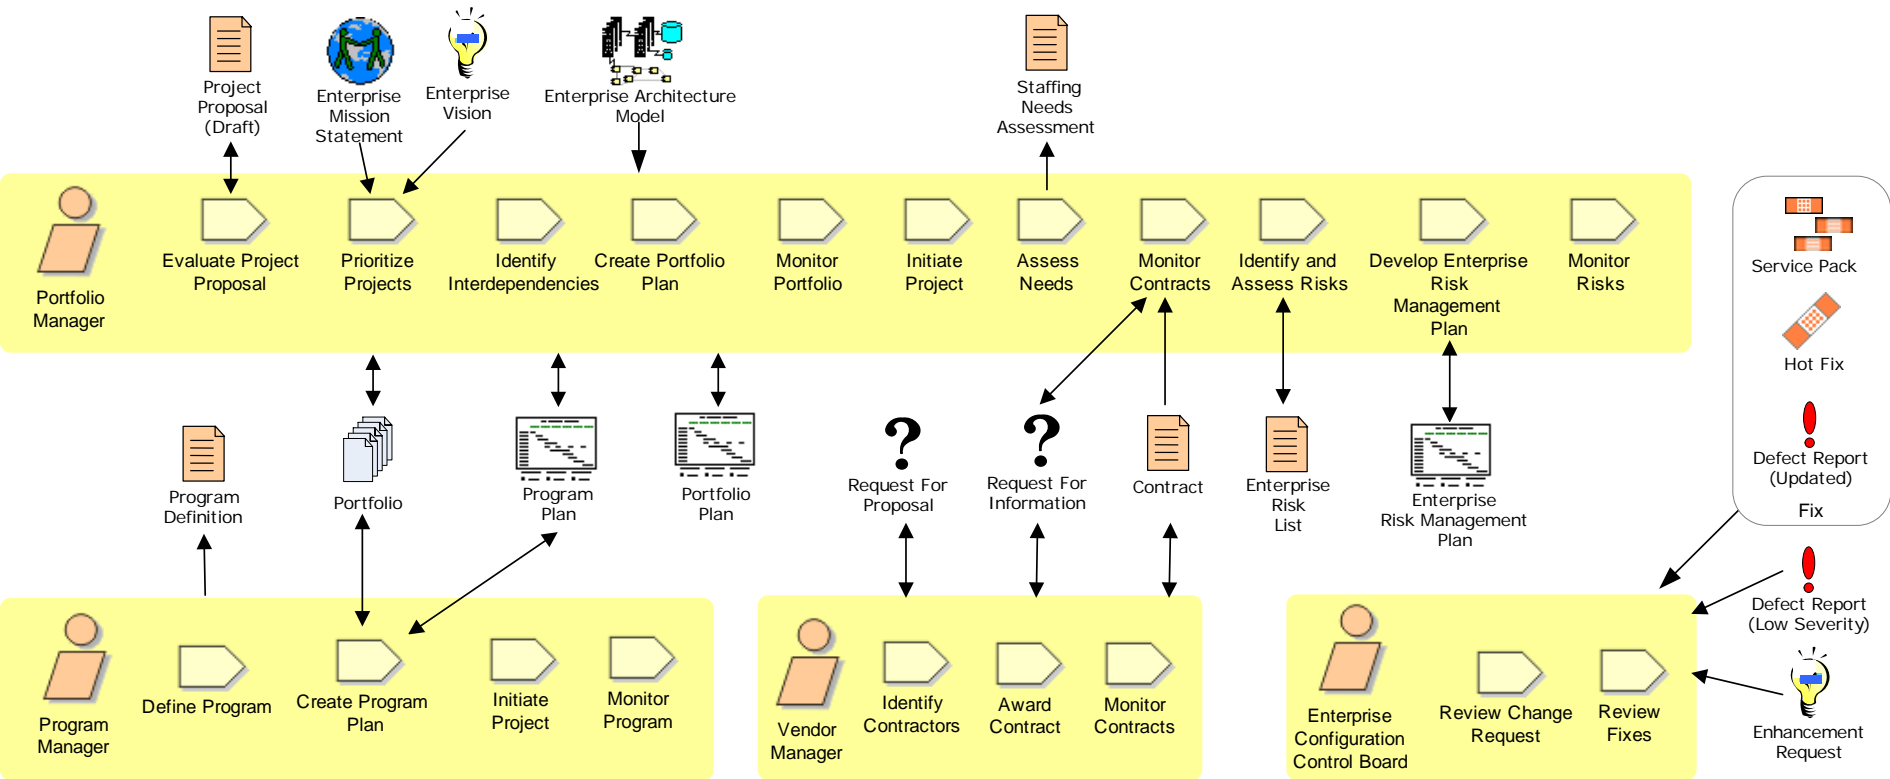 Project
Proposal
(Draft)
Enterprise
Mission
Statement
Enterprise
Vision
Enterprise Architecture
Model
Staffing
Needs
Assessment
Portfolio
Manager
Evaluate Project
Proposal
Prioritize
Projects
Identify
Interdependencies
Create Portfolio
Plan
Monitor
Portfolio
Initiate
Project
Assess
Needs
Monitor
Contracts
Identify and
Assess Risks
Develop Enterprise
Risk
Management
Plan
Monitor
Risks
Service Pack
Hot Fix
Defect Report
(Updated)
Fix
Program
Definition
Portfolio
Program
Plan
Portfolio
Plan
Request For
Proposal
Request For
Information
Contract
Enterprise
Risk
List
Enterprise
Risk Management
Plan
Defect Report
(Low Severity)
Enhancement
Request
Program
Manager
Define Program
Create Program
Plan
Initiate
Project
Monitor
Program
Vendor
Manager
Identify
Contractors
Award
Contract
Monitor
Contracts
Enterprise
Configuration
Control Board
Review Change
Request
Review
Fixes